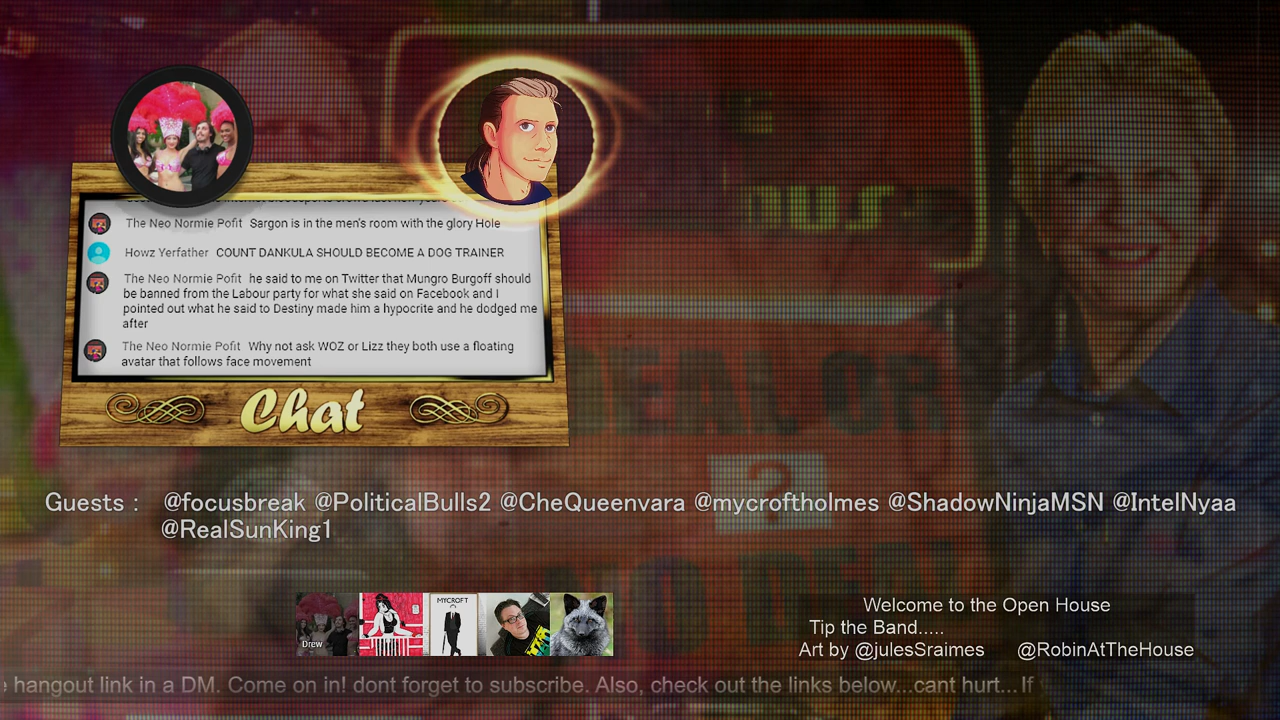 The Neo Normie Pofit Sargon is in the men's room with the glory Hole
Howz Yerfather COUNT DANKULA SHOULD BECOME A DOG TRAINER
The Neo Normie Pofit he said to me on Twitter that Mungro Burgoff should
be banned from the Labour party for what she said on Facebook and I
pointed out what he said to Destiny made him a hypocrite and he dodged me
after
The Neo Normie Pofit Why not ask WOZ or Lizz they both use a floating
avatar that follows face movement
Chat
DEAL OR
?
NO DEAL
Guests : @focusbreak @PoliticalBulls2 @CheQueenvara @mycroftholmes @ShadowNinjaMSN @IntelNyaa
@RealSunKing1
Drew
MYCROFT
Welcome to the Open House
Tip the Band.....
Art by @julesSraimes @RobinAtTheHouse
hangout link in a DM. Come on in! dont forget to subscribe. Also, check out the links below...cant hurt...If